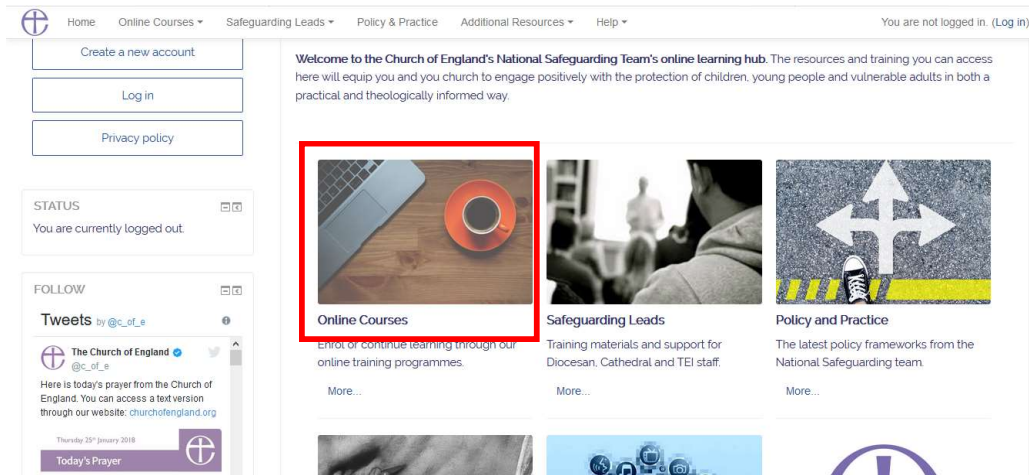 Home Online Courses Safeguarding Leads Policy & Practice Additional Resources Help You are not logged in. (Log in)
Create a new account
Log in
Privacy policy
STATUS
You are currently logged out.
FOLLOW
Tweets by @c_of_e
The Church of England
@c_of_e
Here is today's prayer from the Church of
England. You can access a text version
through our website: churchofengland.org
Thursday 25th January 2018
Today's Prayer
Welcome to the Church of England's National Safeguarding Team's online learning hub. The resources and training you can access
here will equip you and you church to engage positively with the protection of children, young people and vulnerable adults in both a
practical and theologically informed way.
Online Courses
Enrol or continue learning through our
online training programmes.
More...
Safeguarding Leads
Training materials and support for
Diocesan, Cathedral and TEI staff.
More...
Policy and Practice
The latest policy frameworks from the
National Safeguarding team.
More...